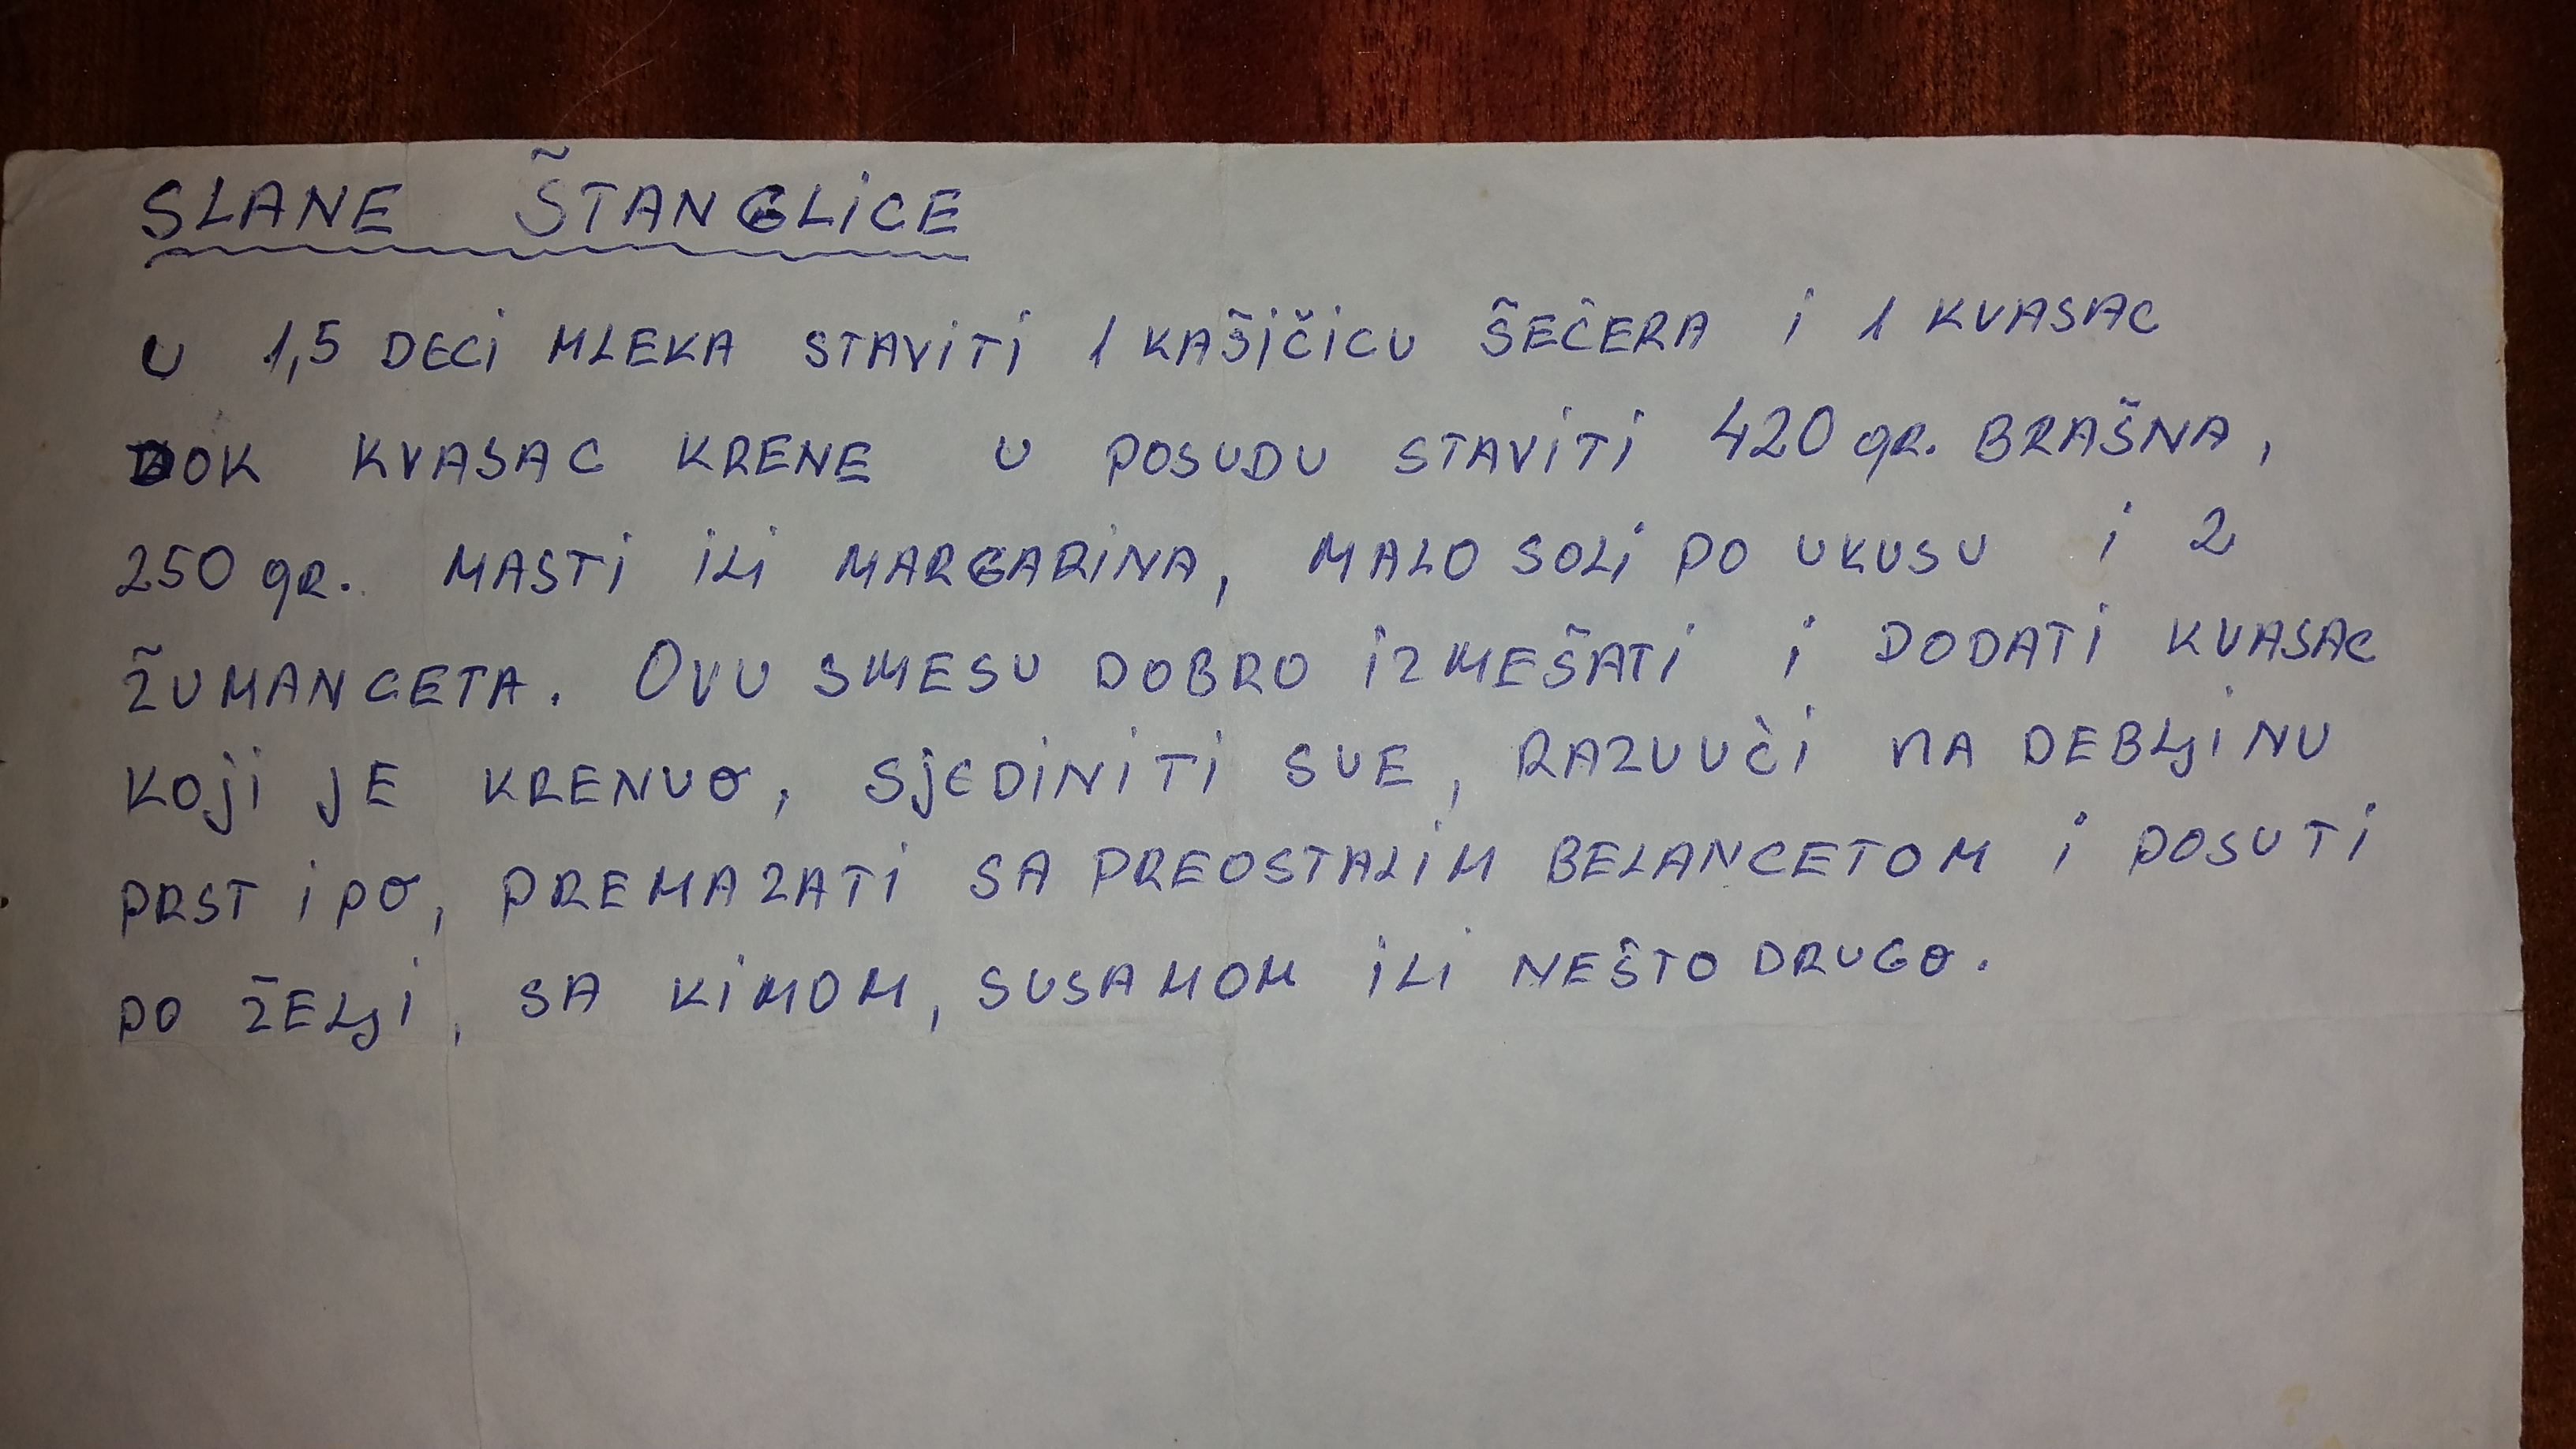 SLANE ŠTANGLICE
U 1,5 DECI MLEKA STAVITI 1 KAŠIČICU ŠEĆERA I 1 KVASAC
DOK KVASAC KRENE U POSUDU STAVITI 420 gR. BRAŠNA,
250 gR. MASTI ILI MARGARINA, MALO SOLI PO UKUSU I 2
ŽUMANCETA. OVU SMESU DOBRO IZMEŠATI I DODATI KVASAC
KOJI JE KRENUO, SJEDINITI SVE, RAZVUĆI NA DEBLJINU
PRST I PO, PREMAZATI SA PREOSTALIM BELANCETOM I POSUTI
PO ŽELJI, SA KIMOM, SUSAMOM ILI NEŠTO DRUGO.